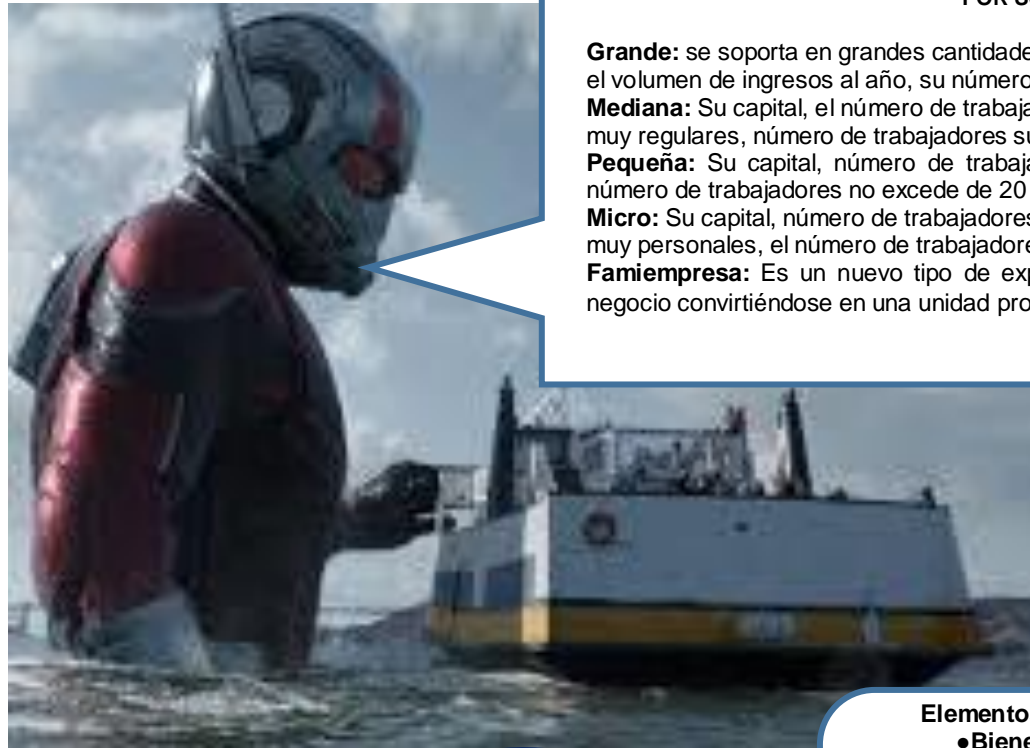 Grande: se soporta en grandes cantidade
el volumen de ingresos al año, su número
Mediana: Su capital, el número de trabaja
muy regulares, número de trabajadores su
Pequeña: Su capital, número de trabaja
número de trabajadores no excede de 20
Micro: Su capital, número de trabajadores
muy personales, el número de trabajadore
Famiempresa: Es un nuevo tipo de exp
negocio convirtiéndose en una unidad pro
Elemento
●Biene